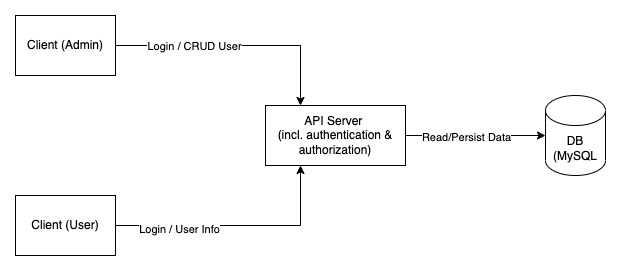 Client (Admin)
Login / CRUD User
API Server
(incl. authentication &
authorization)
Read/Persist Data
DB
(MySQL
Client (User)
Login / User Info